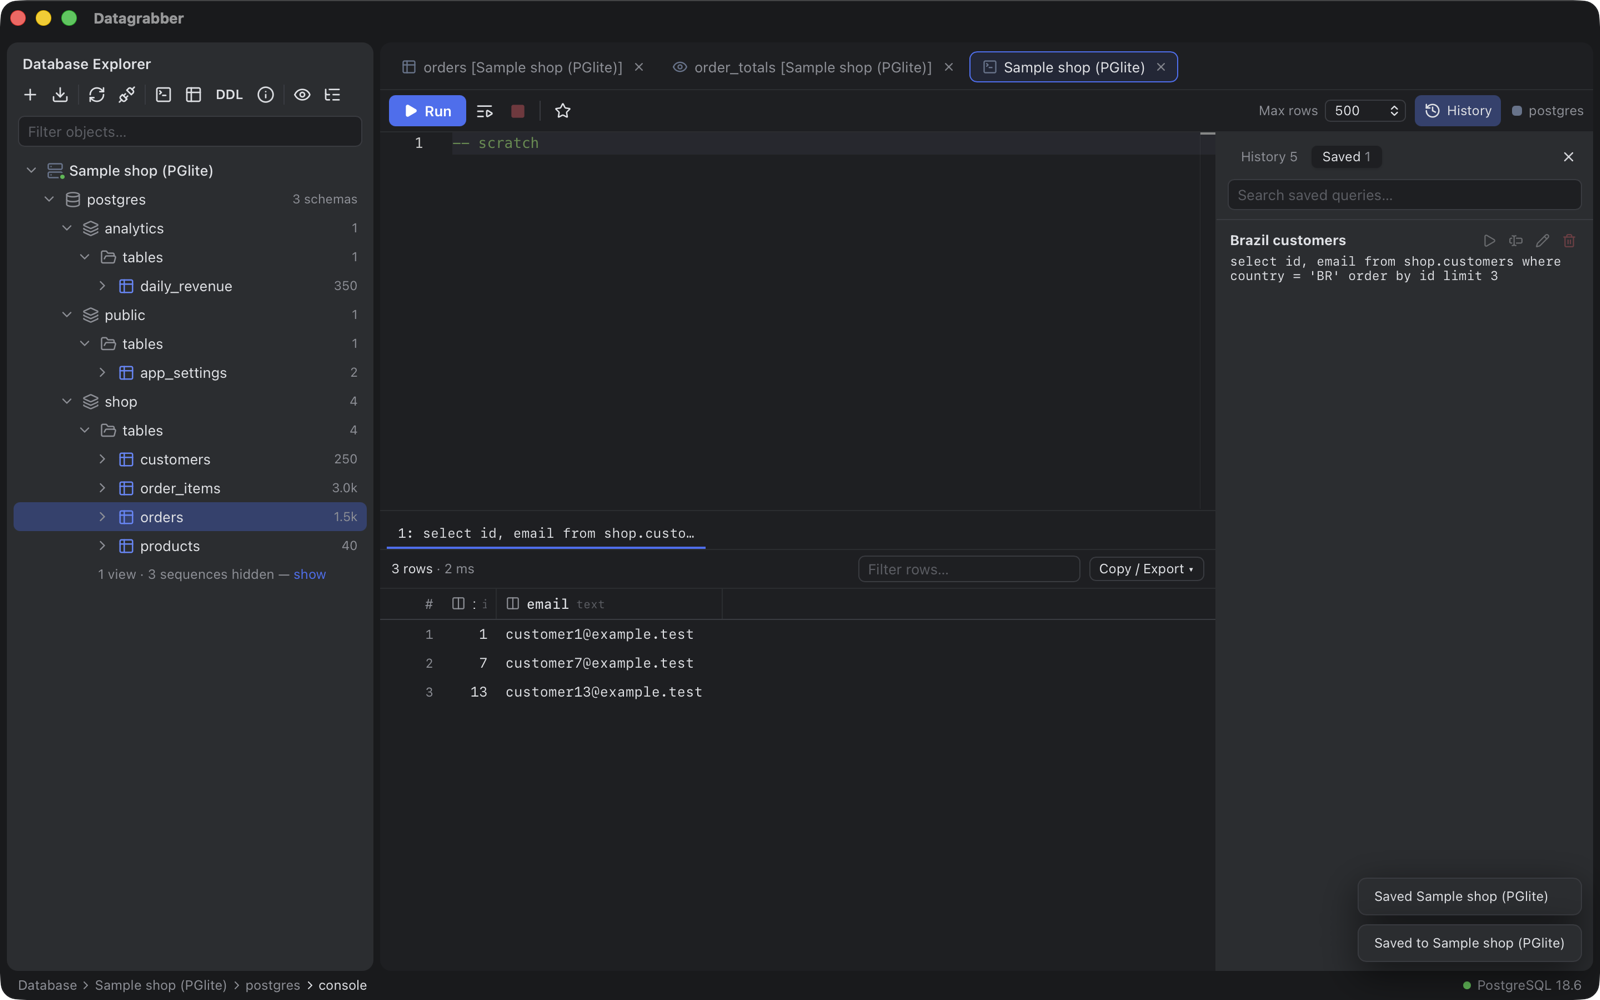 Datagrabber
Database Explorer
DDL
Filter objects...
Sample shop (PGlite)
postgres 3 schemas
analytics 1
tables 1
daily_revenue 350
public 1
tables 1
app_settings 2
shop 4
tables 4
customers 250
order_items 3.0k
orders 1.5k
products 40
1 view · 3 sequences hidden — show
orders [Sample shop (PGlite)]
order_totals [Sample shop (PGlite)]
Sample shop (PGlite)
Run
Max rows 500
History
postgres
1 -- scratch
1: select id, email from shop.custo…
3 rows · 2 ms
Filter rows...
Copy / Export
# : i email text
1 1 customer1@example.test
2 7 customer7@example.test
3 13 customer13@example.test
History 5
Saved 1
Search saved queries...
Brazil customers
select id, email from shop.customers where
country = 'BR' order by id limit 3
Saved Sample shop (PGlite)
Saved to Sample shop (PGlite)
Database > Sample shop (PGlite) > postgres > console
PostgreSQL 18.6